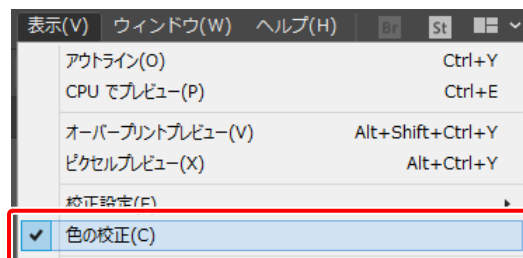 表示(V) ウィンドウ(W) ヘルプ(H) Br St
アウトライン(O) Ctrl+Y
CPU でプレビュー(P) Ctrl+E
オーバープリントプレビュー(V) Alt+Shift+Ctrl+Y
ピクセルプレビュー(X) Alt+Ctrl+Y
校正設定(F)
色の校正(C)